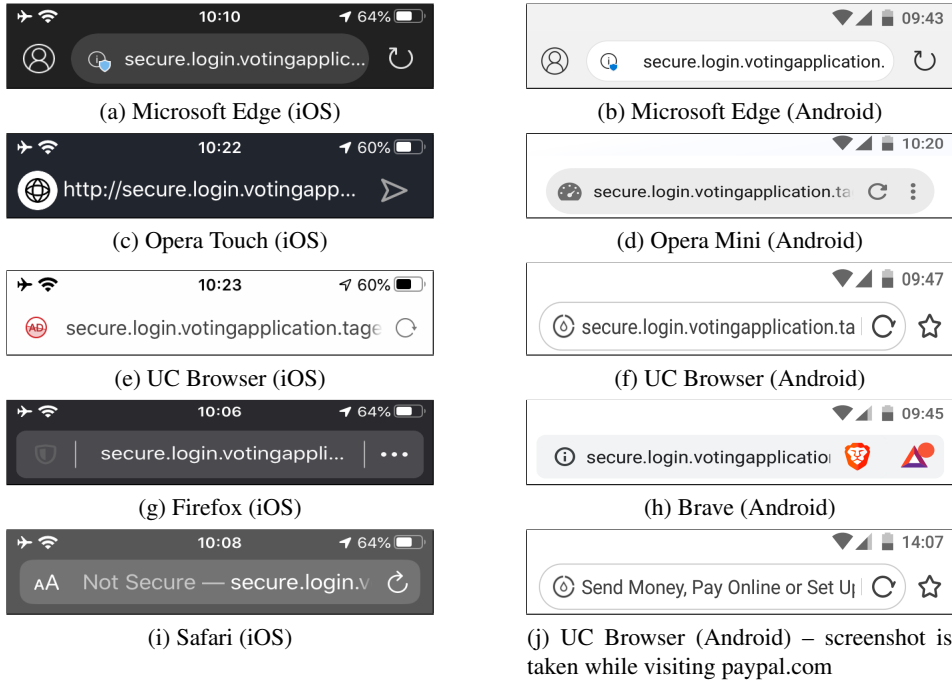 10:10
64%
secure.login.votingapplic...
(a) Microsoft Edge (iOS)
09:43
secure.login.votingapplication.
(b) Microsoft Edge (Android)
10:22
60%
http://secure.login.votingapp...
(c) Opera Touch (iOS)
10:20
secure.login.votingapplication.ta
(d) Opera Mini (Android)
10:23
60%
AD
secure.login.votingapplication.tage
(e) UC Browser (iOS)
09:47
secure.login.votingapplication.ta
(f) UC Browser (Android)
10:06
64%
secure.login.votingappli...
(g) Firefox (iOS)
09:45
secure.login.votingapplication
(h) Brave (Android)
10:08
64%
AA Not Secure — secure.login.v
(i) Safari (iOS)
14:07
Send Money, Pay Online or Set Up
(j) UC Browser (Android) – screenshot is
taken while visiting paypal.com